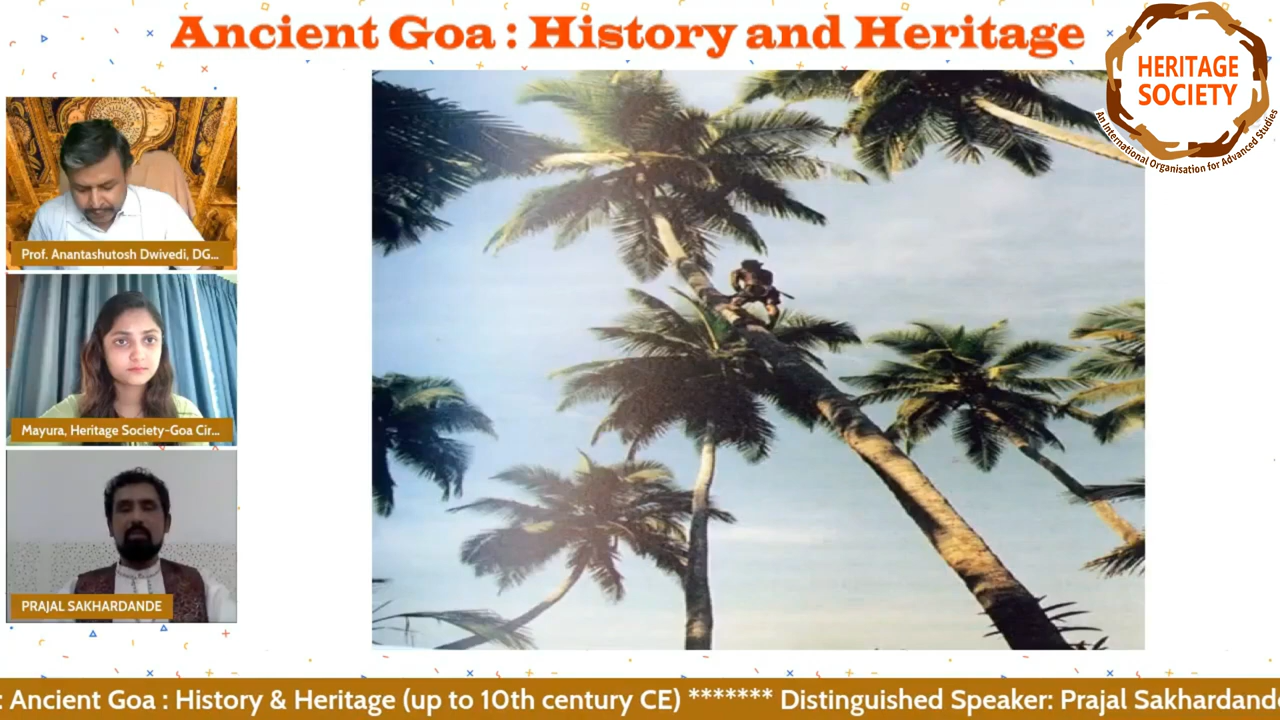 Ancient Goa : History and Heritage
HERITAGE
SOCIETY
An International Organisation for Advanced Studies
Prof. Anantashutosh Dwivedi, DG...
Mayura, Heritage Society-Goa Cir...
PRAJAL SAKHARDANDE
: Ancient Goa : History & Heritage (up to 10th century CE) ******* Distinguished Speaker: Prajal Sakhardande